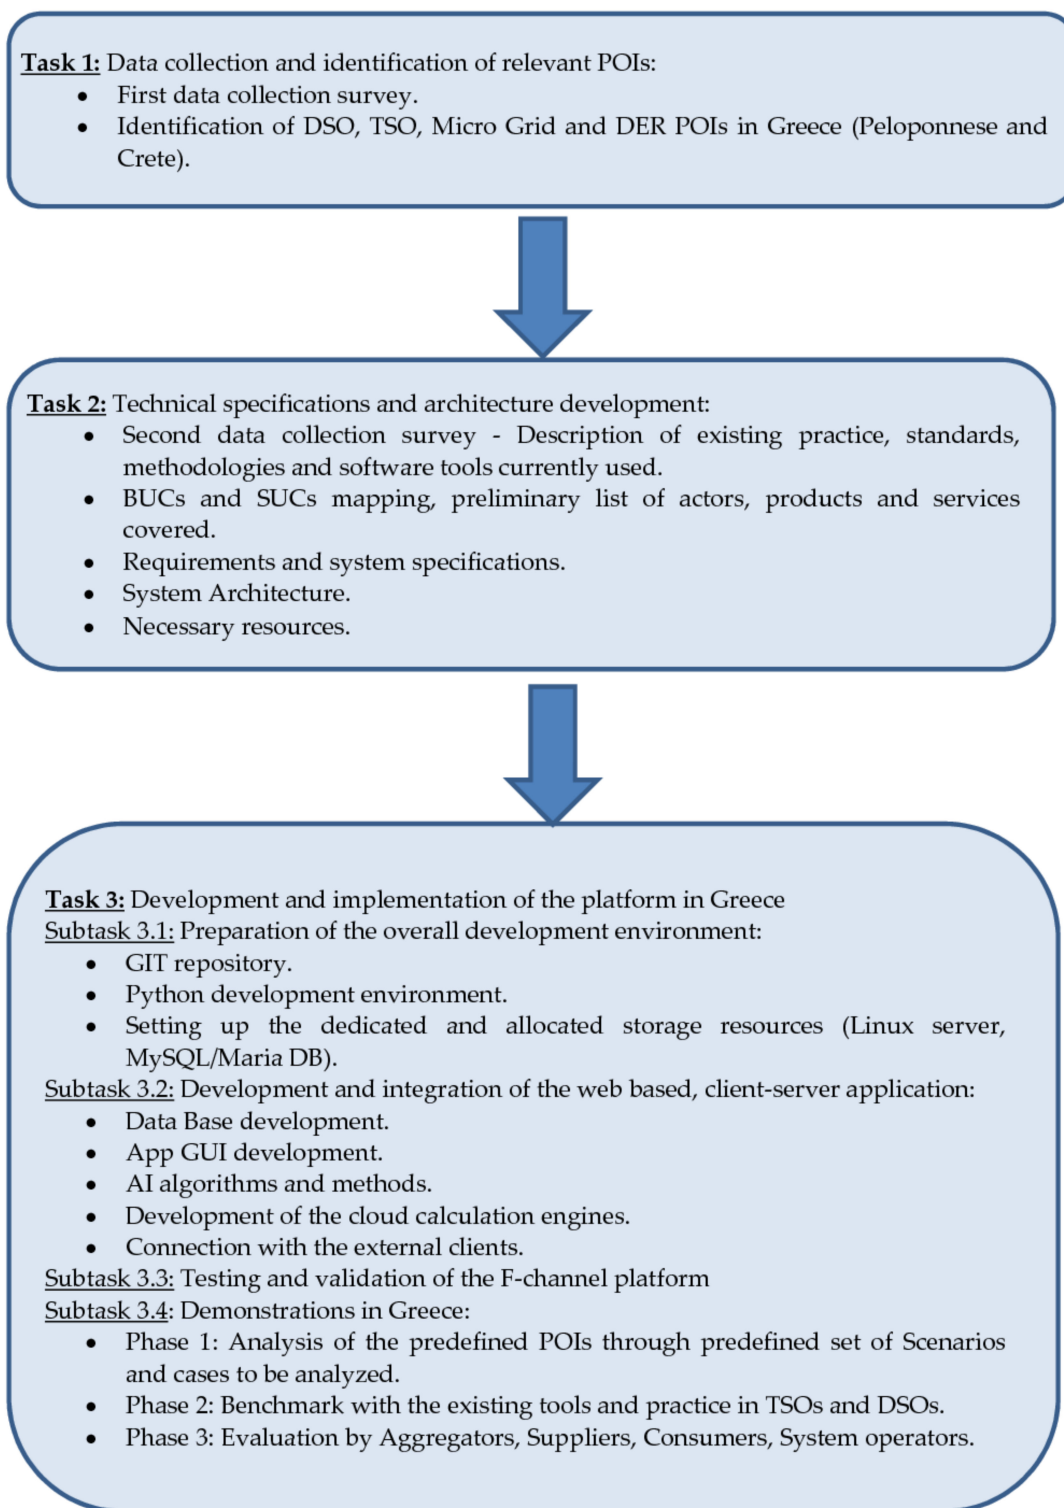 Task 1: Data collection and identification of relevant POIs:
• First data collection survey.
• Identification of DSO, TSO, Micro Grid and DER POIs in Greece (Peloponnese and
Crete).
Task 2: Technical specifications and architecture development:
• Second data collection survey - Description of existing practice, standards,
methodologies and software tools currently used.
• BUCs and SUCs mapping, preliminary list of actors, products and services
covered.
• Requirements and system specifications.
• System Architecture.
• Necessary resources.
Task 3: Development and implementation of the platform in Greece
Subtask 3.1: Preparation of the overall development environment:
• GIT repository.
• Python development environment.
• Setting up the dedicated and allocated storage resources (Linux server,
MySQL/Maria DB).
Subtask 3.2: Development and integration of the web based, client-server application:
• Data Base development.
• App GUI development.
• AI algorithms and methods.
• Development of the cloud calculation engines.
• Connection with the external clients.
Subtask 3.3: Testing and validation of the F-channel platform
Subtask 3.4: Demonstrations in Greece:
• Phase 1: Analysis of the predefined POIs through predefined set of Scenarios
and cases to be analyzed.
• Phase 2: Benchmark with the existing tools and practice in TSOs and DSOs.
• Phase 3: Evaluation by Aggregators, Suppliers, Consumers, System operators.